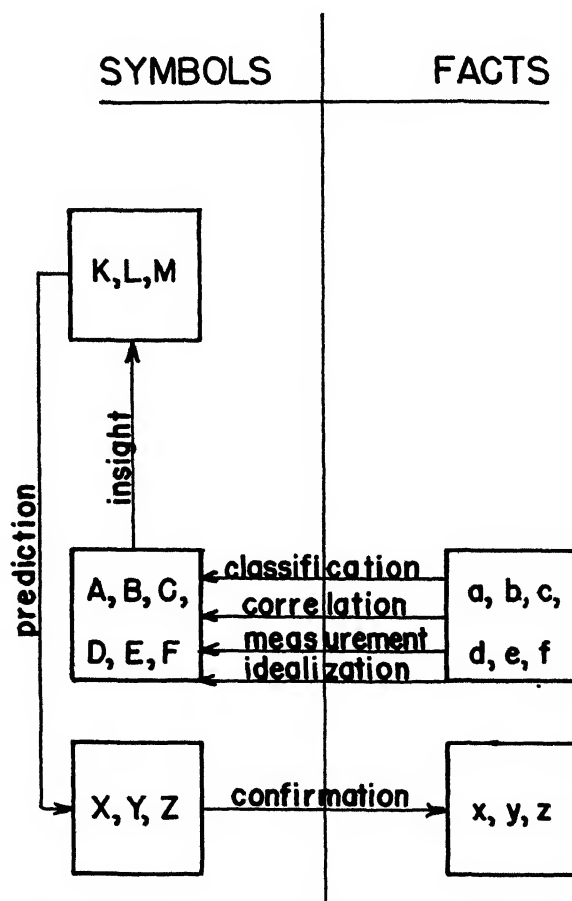 SYMBOLS FACTS
K, L, M
insight
prediction
classification
A, B, C,
a, b, c,
correlation
measurement
D, E, F
d, e, f
idealization
X, Y, Z
confirmation
x, y, z